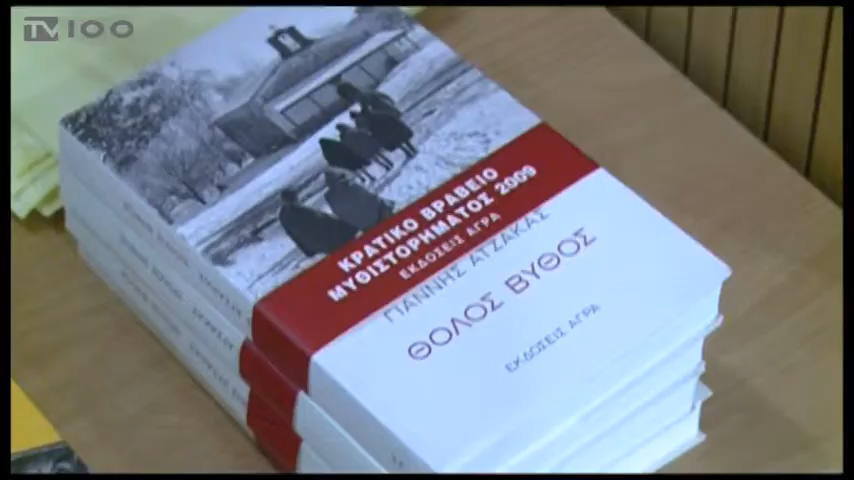 TV100
ΚΡΑΤΙΚΟ ΒΡΑΒΕΙΟ
ΜΥΘΙΣΤΟΡΗΜΑΤΟΣ 2009
ΕΚΔΟΣΕΙΣ ΑΓΡΑ
ΓΙΑΝΝΗΣ ΑΤΖΑΚΑΣ
ΘΟΛΟΣ ΒΥΘΟΣ
ΕΚΔΟΣΕΙΣ ΑΓΡΑ